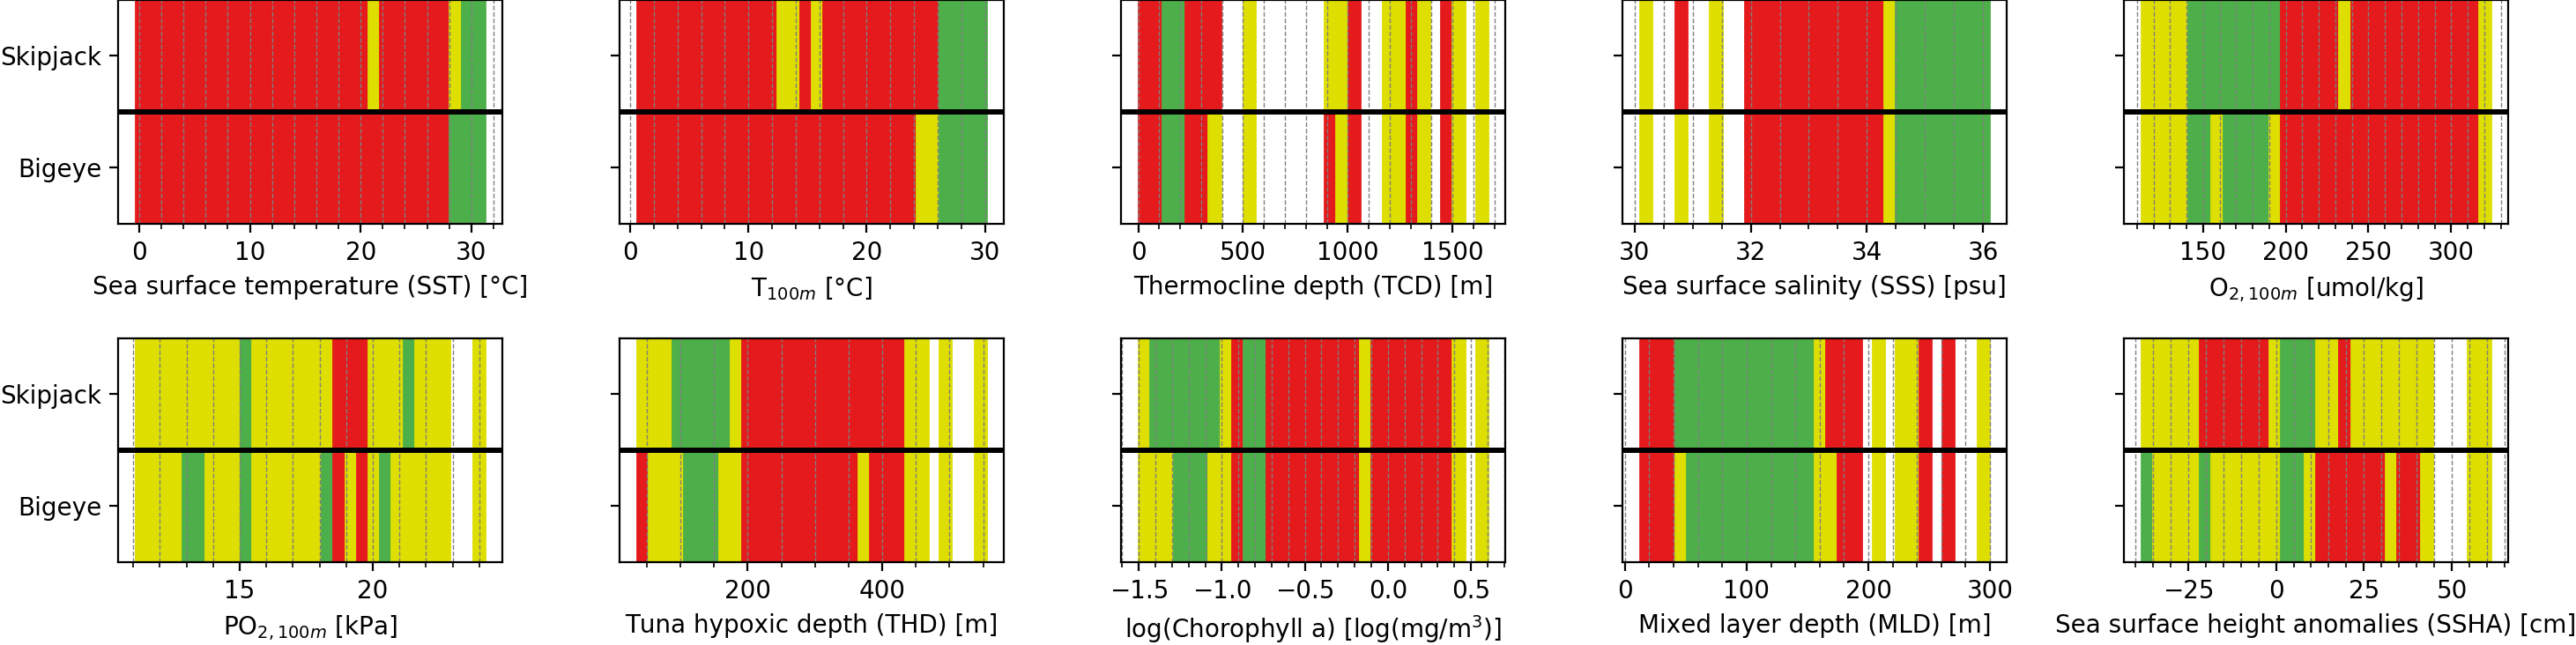 Skipjack
Bigeye
0 10 20 30
0 10 20 30
0 500 1000 1500
30 32 34 36
150 200 250 300
Sea surface temperature (SST) [°C]
T100m [°C]
Thermocline depth (TCD) [m]
Sea surface salinity (SSS) [psu]
O2, 100m [umol/kg]
Skipjack
Bigeye
15 20
200 400
−1.5 −1.0 −0.5 0.0 0.5
0 100 200 300
−25 0 25 50
PO2, 100m [kPa]
Tuna hypoxic depth (THD) [m]
log(Chorophyll a) [log(mg/m3)]
Mixed layer depth (MLD) [m]
Sea surface height anomalies (SSHA) [cm]